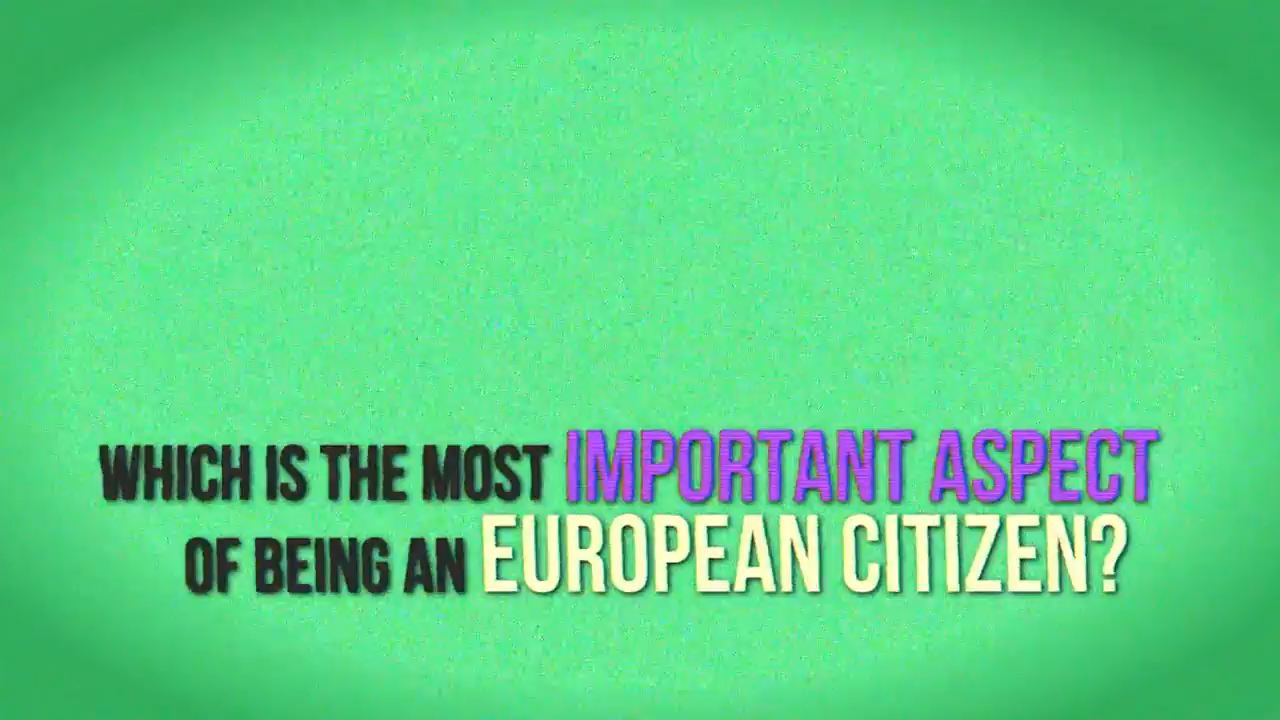 WHICH IS THE MOST IMPORTANT ASPECT
OF BEING AN EUROPEAN CITIZEN?